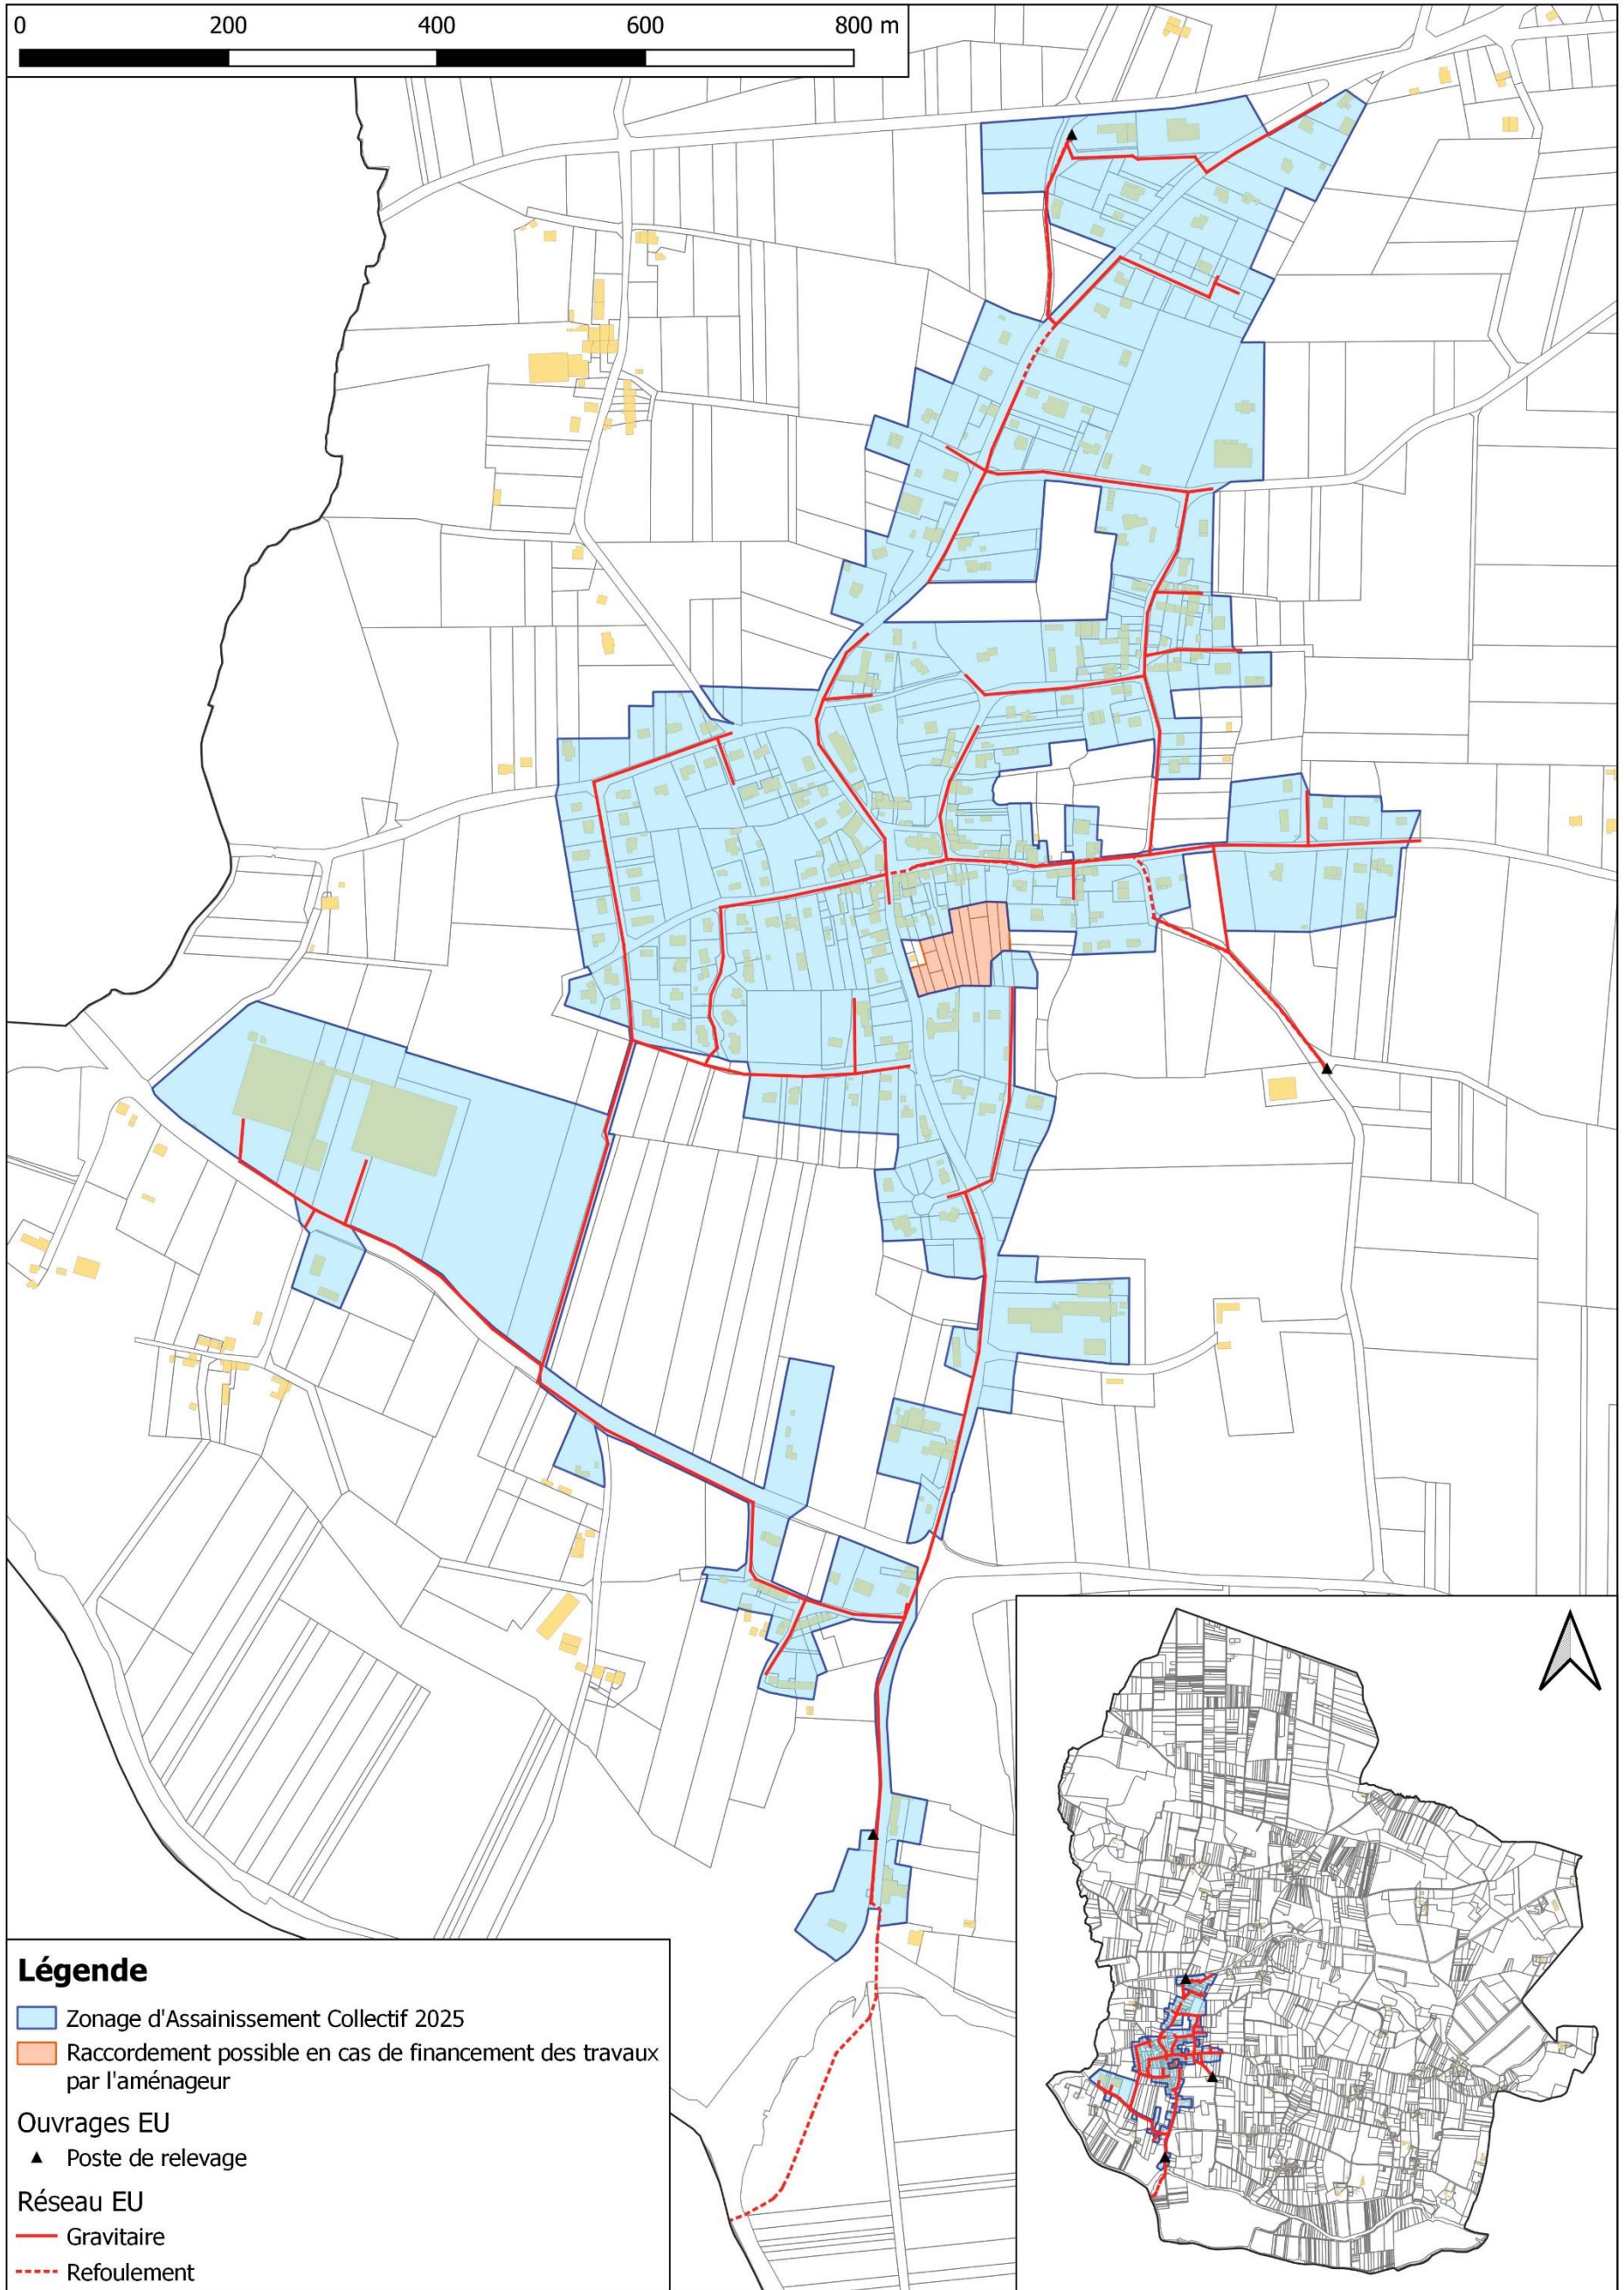 0 200 400 600 800 m
Légende
Zonage d'Assainissement Collectif 2025
Raccordement possible en cas de financement des travaux
par l'aménageur
Ouvrages EU
Poste de relevage
Réseau EU
Gravitaire
Refoulement